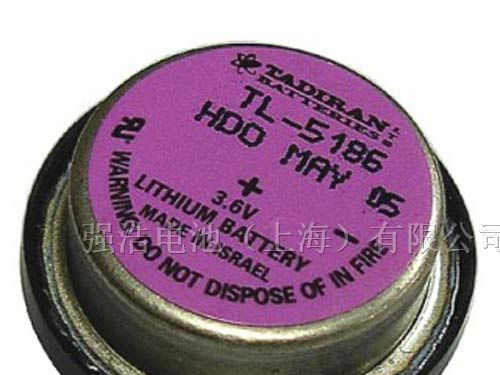 TADIRAN
BATTERIES
TL-5186
HDO MAY 05
+
3.6V
LITHIUM BATTERY
MADE IN ISRAEL
WARNING: DO NOT DISPOSE OF IN FIRE
强浩电池（上海）有限公司